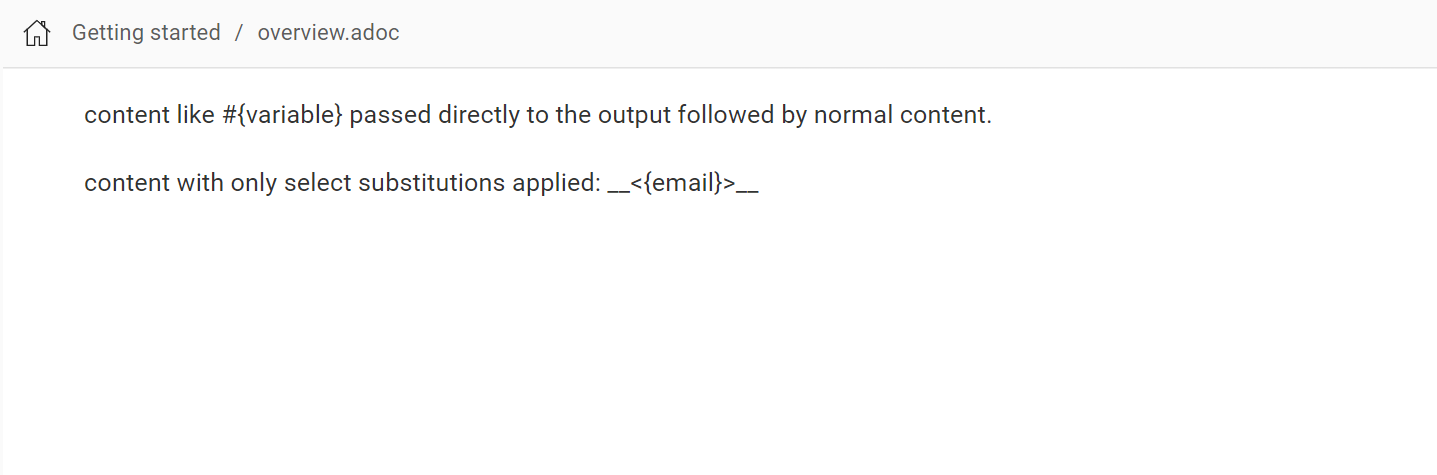 Getting started / overview.adoc
content like #{variable} passed directly to the output followed by normal content.
content with only select substitutions applied: __<{email}>__